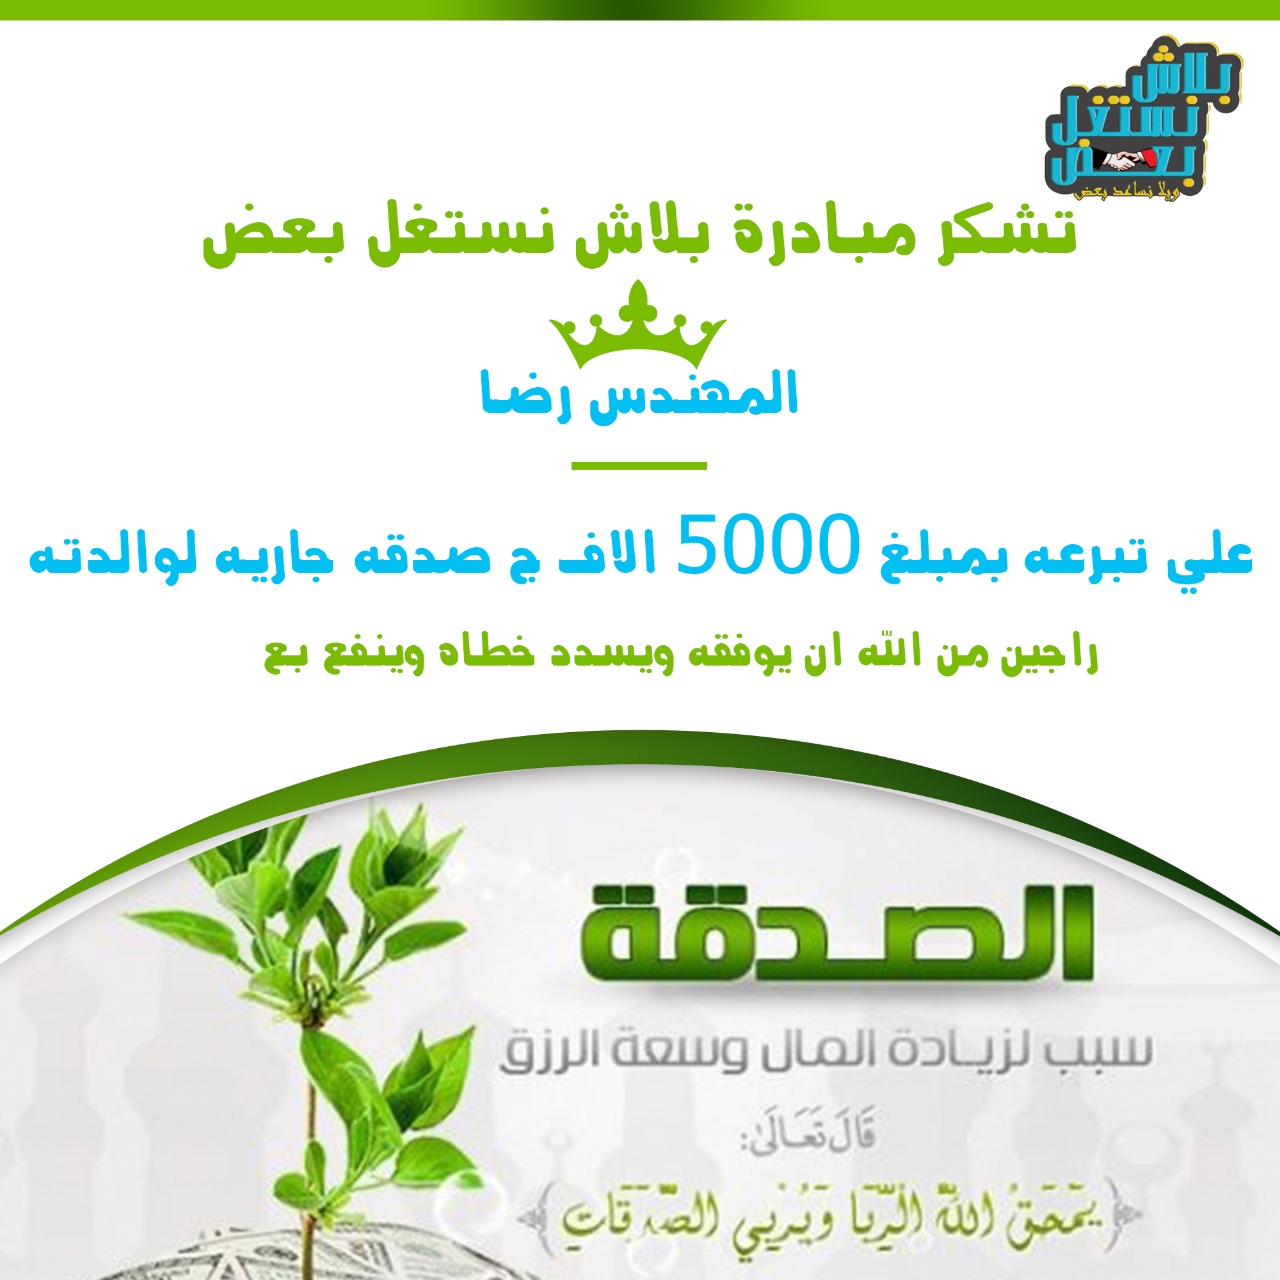 بلاش
نستغل
بعض
ويلا نساعد بعض
تشكر مبادرة بلاش نستغل بعض
المهندس رضا
علي تبرعه بمبلغ 5000 الاف ج صدقه جاريه لوالدته
راجين من الله ان يوفقه ويسدد خطاه وينفع بع
الصدقة
سبب لزيادة المال وسعة الرزق
قَالَ تَعَالَىٰ:
﴿يَمْحَقُ اللَّهُ الرِّبَا وَيُرْبِي الصَّدَقَاتِ﴾